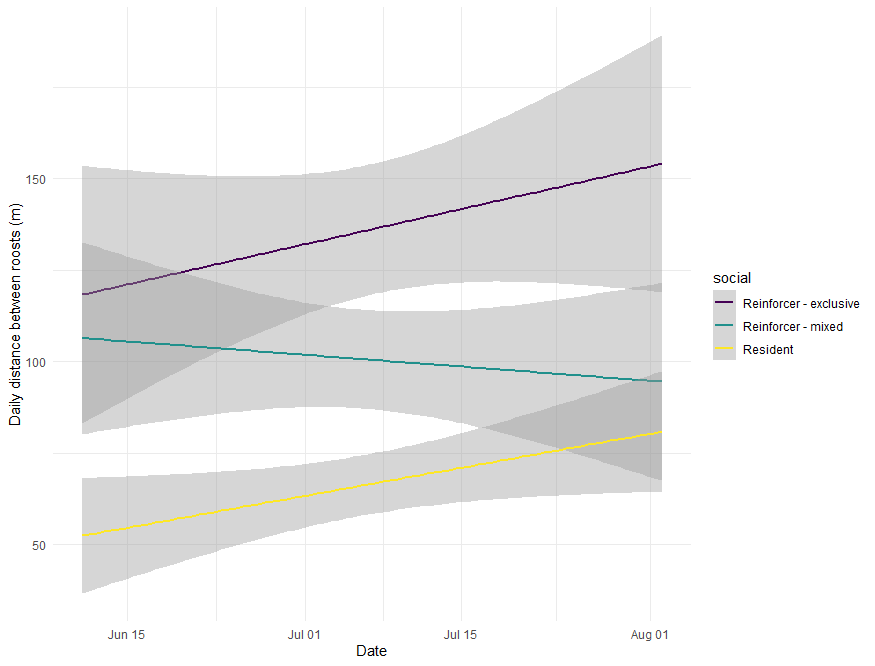 Daily distance between roosts (m)
150
100
50
Jun 15
Jul 01
Jul 15
Aug 01
Date
social
Reinforcer - exclusive
Reinforcer - mixed
Resident